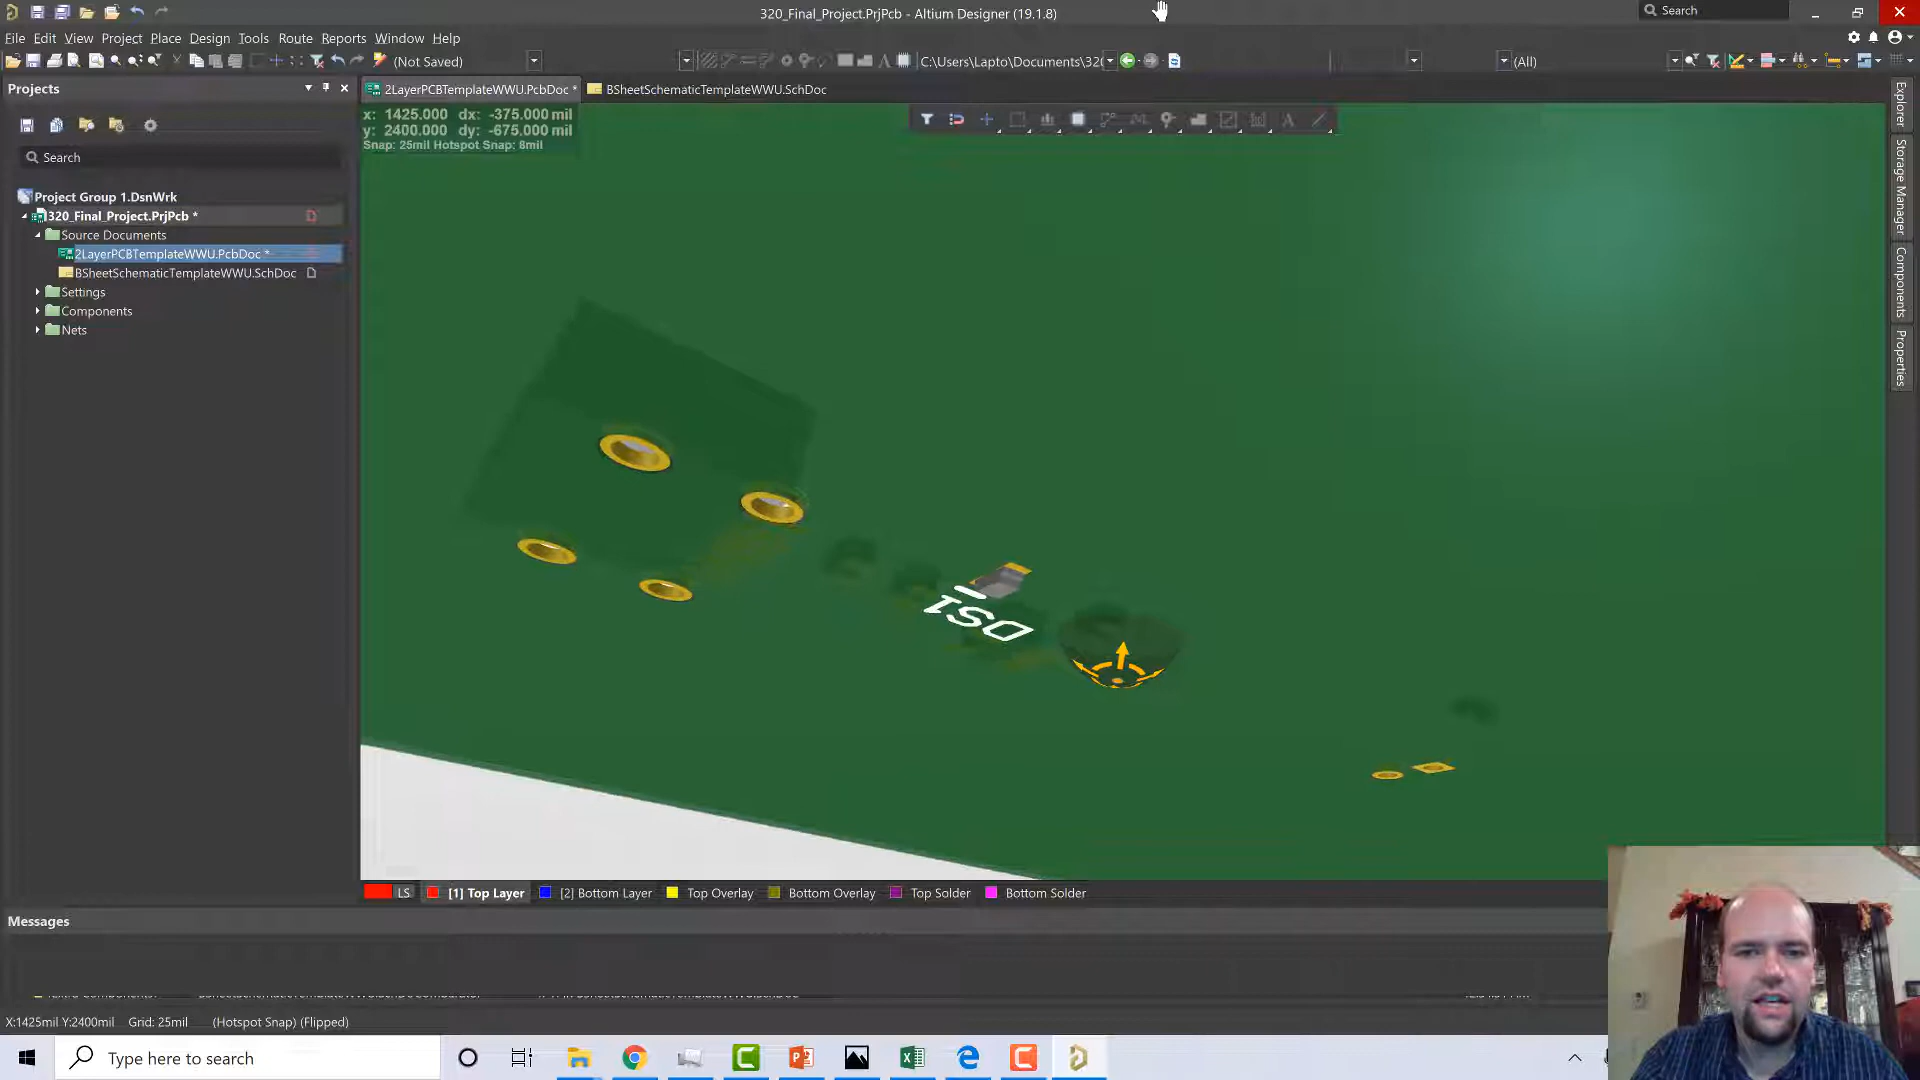 320_Final_Project.PrjPcb - Altium Designer (19.1.8)
Search
File Edit View Project Place Design Tools Route Reports Window Help
(Not Saved)
C:\Users\Lapto\Documents\320
(All)
Projects
2LayerPCBTemplateWWU.PcbDoc *
BSheetSchematicTemplateWWU.SchDoc
x: 1425.000 dx: -375.000 mil
y: 2400.000 dy: -675.000 mil
Snap: 25mil Hotspot Snap: 8mil
Search
Project Group 1.DsnWrk
320_Final_Project.PrjPcb *
Source Documents
2LayerPCBTemplateWWU.PcbDoc *
BSheetSchematicTemplateWWU.SchDoc
Settings
Components
Nets
Explorer
Storage Manager
Components
Properties
DS1
LS
[1] Top Layer
[2] Bottom Layer
Top Overlay
Bottom Overlay
Top Solder
Bottom Solder
Messages
X:1425mil Y:2400mil Grid: 25mil (Hotspot Snap) (Flipped)
Type here to search